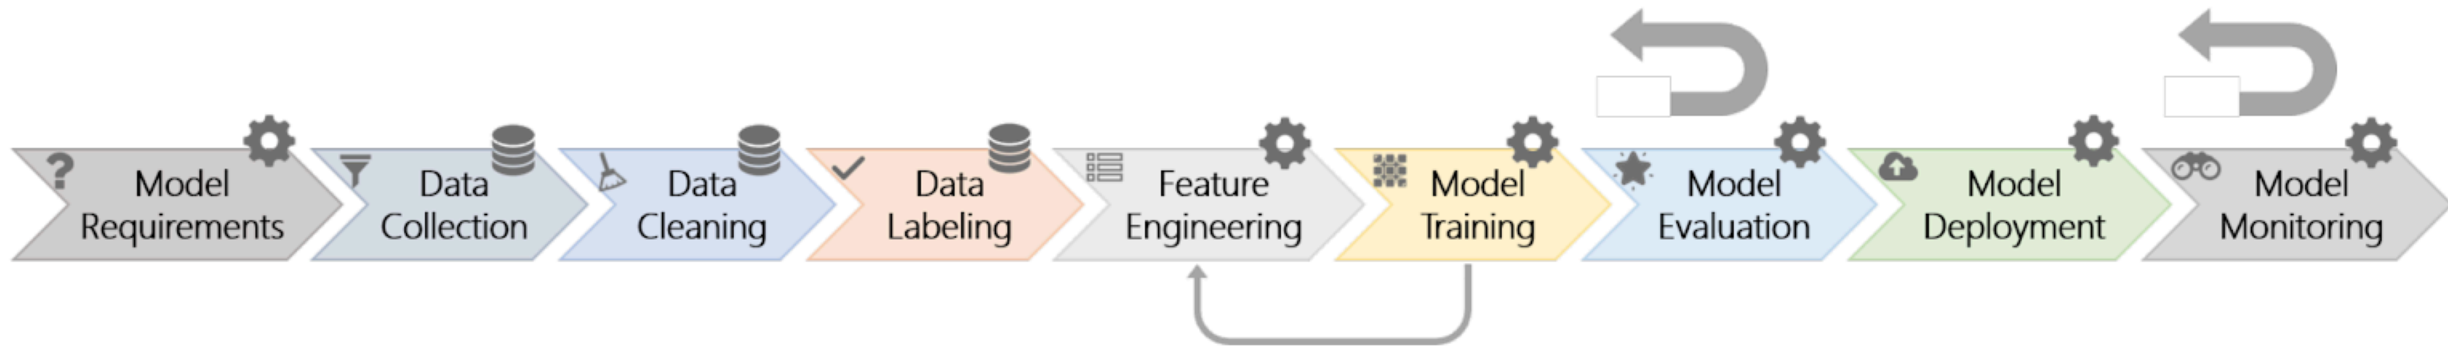 Model
Requirements
Data
Collection
Data
Cleaning
Data
Labeling
Feature
Engineering
Model
Training
Model
Evaluation
Model
Deployment
Model
Monitoring